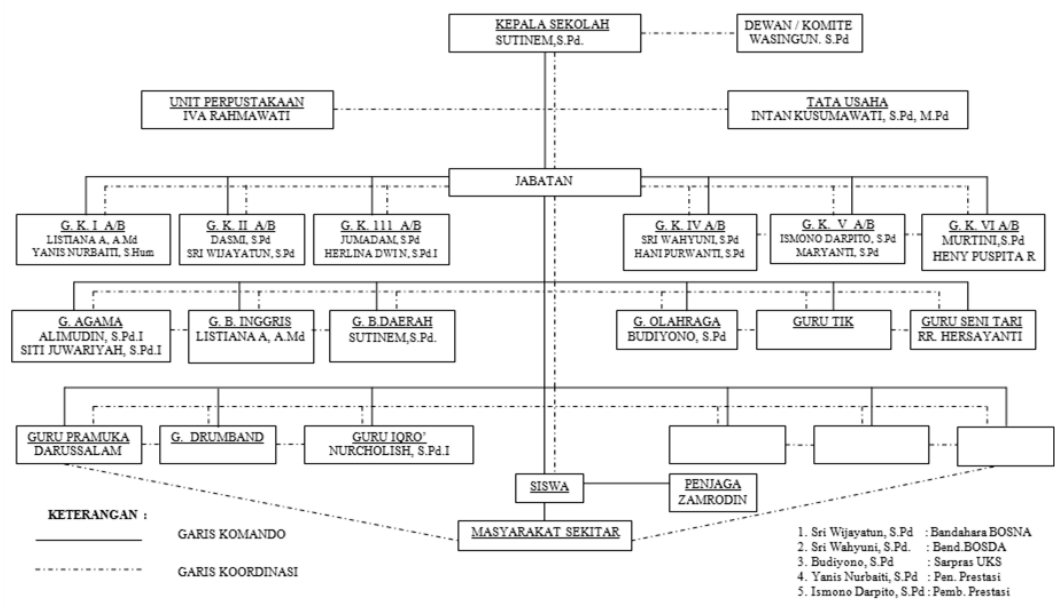 KEPALA SEKOLAH
SUTINEM,S.Pd.
DEWAN / KOMITE
WASINGUN. S.Pd
UNIT PERPUSTAKAAN
IVA RAHMAWATI
TATA USAHA
INTAN KUSUMAWATI, S.Pd, M.Pd
JABATAN
G. K. I A/B
LISTIANA A, A.Md
YANIS NURBAITI, S.Hum
G. K. II A/B
DASMI, S.Pd
SRI WIJAYATUN, S.Pd
G. K. 111 A/B
JUMADAM, S.Pd
HERLINA DWI N, S.Pd.I
G. K. IV A/B
SRI WAHYUNI, S.Pd
HANI PURWANTI, S.Pd
G. K. V A/B
ISMONO DARPITO, S.Pd
MARYANTI, S.Pd
G. K. VI A/B
MURTINI,S.Pd
HENY PUSPITA R
G. AGAMA
ALIMUDIN, S.Pd.I
SITI JUWARIYAH, S.Pd.I
G. B. INGGRIS
LISTIANA A, A.Md
G. B.DAERAH
SUTINEM,S.Pd.
G. OLAHRAGA
BUDIYONO, S.Pd
GURU TIK
GURU SENI TARI
RR. HERSAYANTI
GURU PRAMUKA
DARUSSALAM
G. DRUMBAND
GURU IQRO’
NURCHOLISH, S.Pd.I
SISWA
PENJAGA
ZAMRODIN
MASYARAKAT SEKITAR
KETERANGAN :
GARIS KOMANDO
GARIS KOORDINASI
1. Sri Wijayatun, S.Pd : Bandahara BOSNA
2. Sri Wahyuni, S.Pd. : Bend.BOSDA
3. Budiyono, S.Pd : Sarpras UKS
4. Yanis Nurbaiti, S.Pd : Pen. Prestasi
5. Ismono Darpito, S.Pd : Pemb. Prestasi